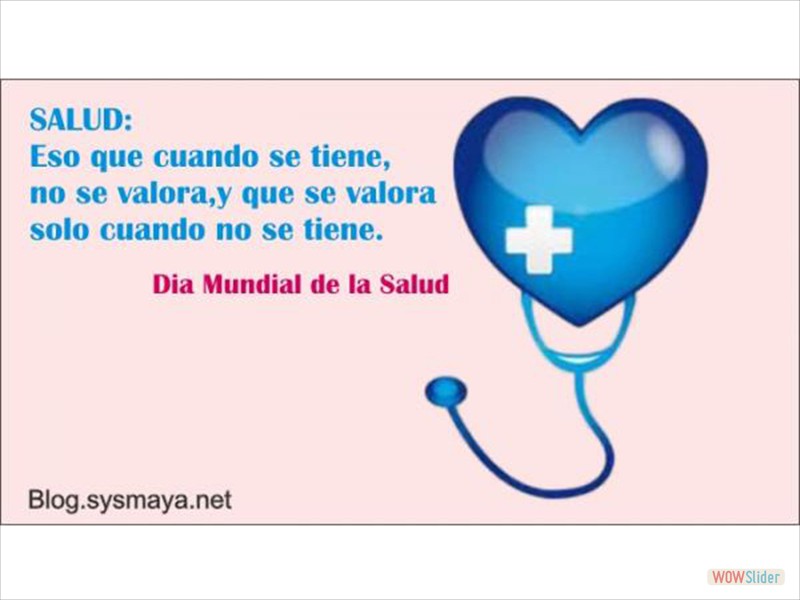 SALUD:
Eso que cuando se tiene,
no se valora,y que se valora
solo cuando no se tiene.
Dia Mundial de la Salud
Blog.sysmaya.net
WOWSlider